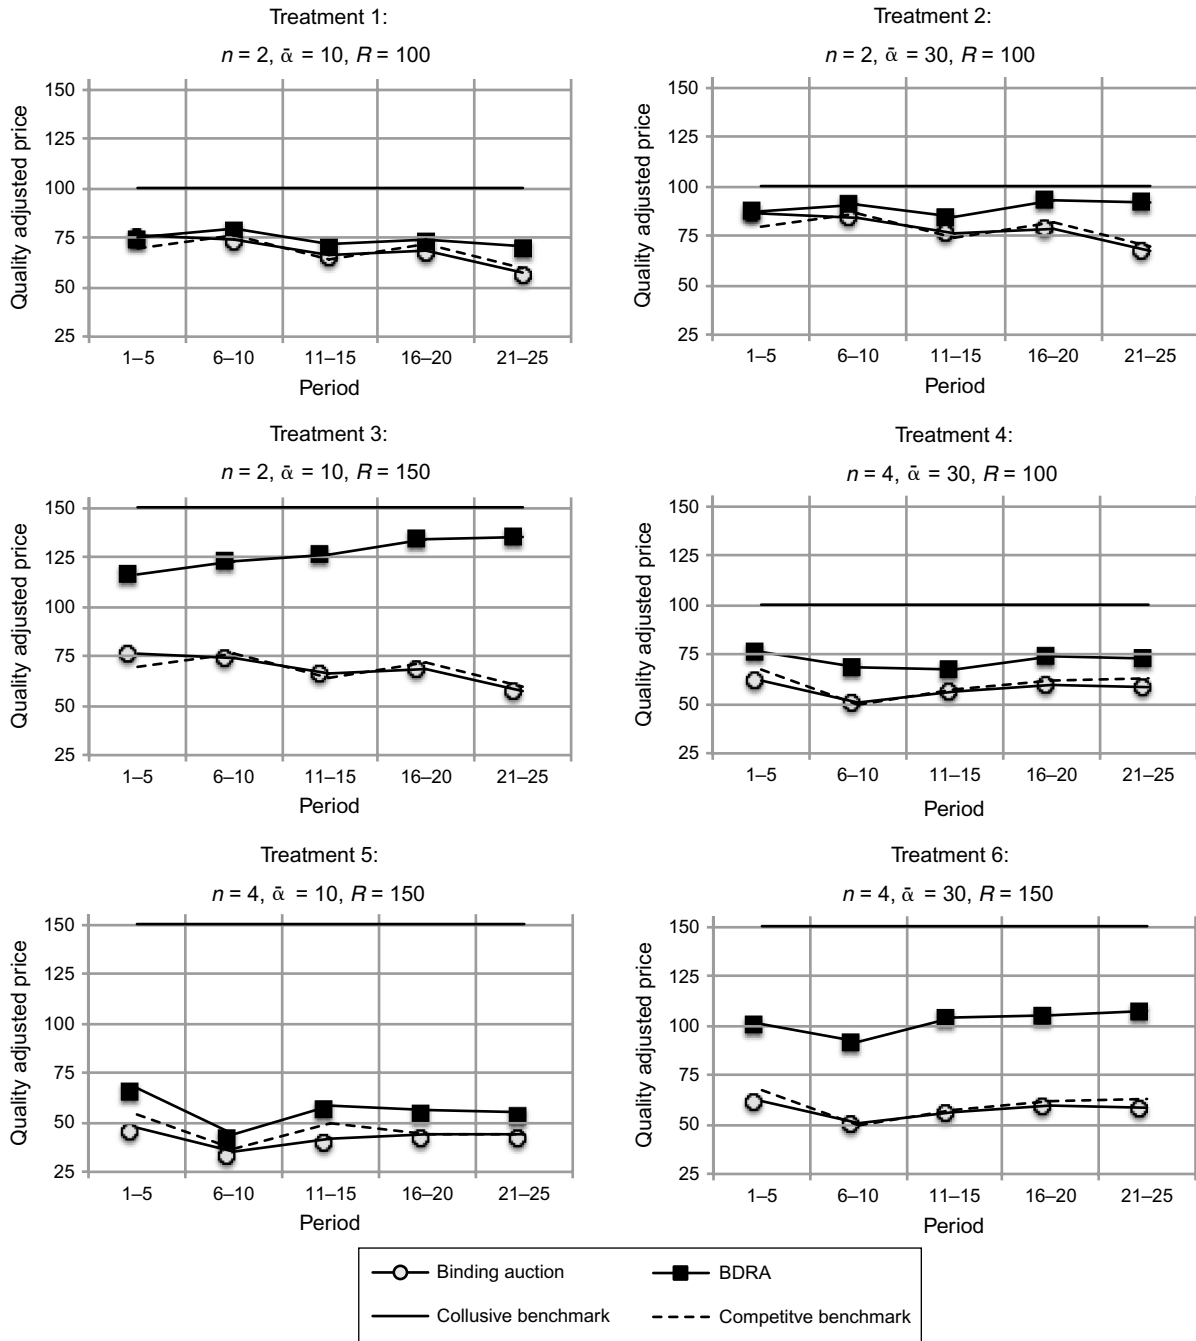 Treatment 1:
n = 2, ᾱ = 10, R = 100
Quality adjusted price
150
125
100
75
50
25
1–5 6–10 11–15 16–20 21–25
Period
Treatment 2:
n = 2, ᾱ = 30, R = 100
Quality adjusted price
150
125
100
75
50
25
1–5 6–10 11–15 16–20 21–25
Period
Treatment 3:
n = 2, ᾱ = 10, R = 150
Quality adjusted price
150
125
100
75
50
25
1–5 6–10 11–15 16–20 21–25
Period
Treatment 4:
n = 4, ᾱ = 30, R = 100
Quality adjusted price
150
125
100
75
50
25
1–5 6–10 11–15 16–20 21–25
Period
Treatment 5:
n = 4, ᾱ = 10, R = 150
Quality adjusted price
150
125
100
75
50
25
1–5 6–10 11–15 16–20 21–25
Period
Treatment 6:
n = 4, ᾱ = 30, R = 150
Quality adjusted price
150
125
100
75
50
25
1–5 6–10 11–15 16–20 21–25
Period
Binding auction BDRA
Collusive benchmark Competitve benchmark